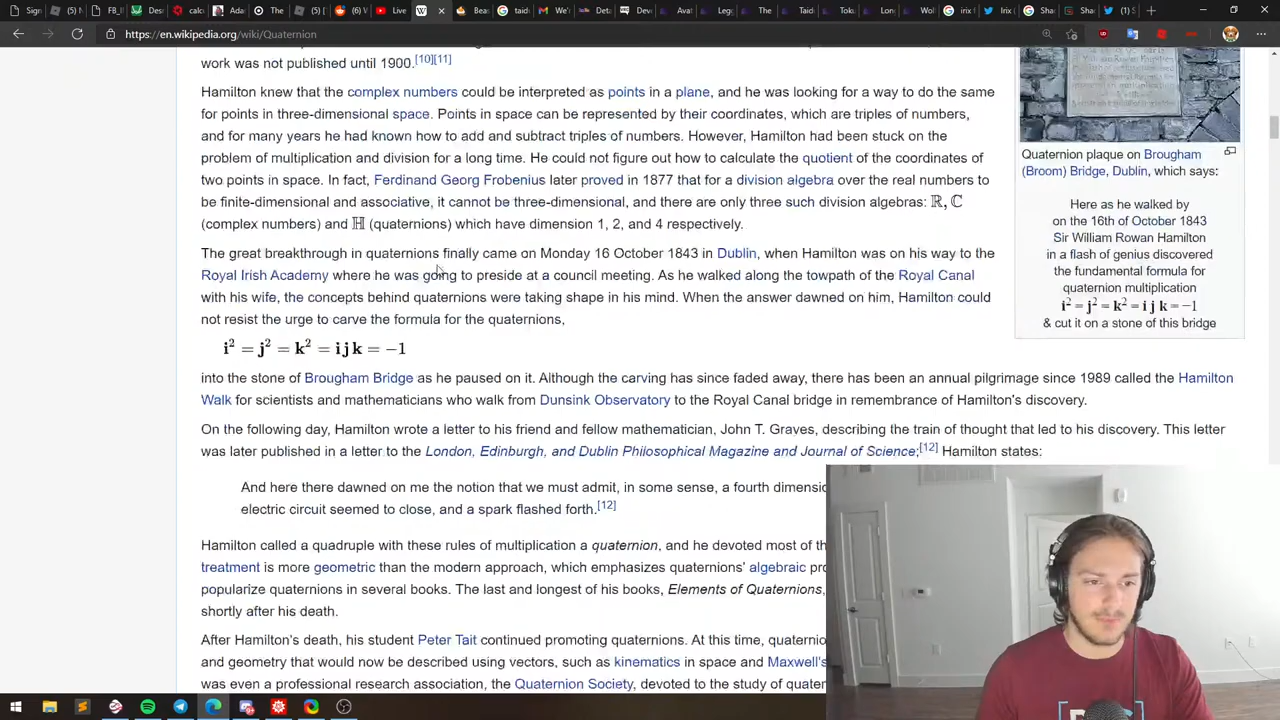 Sign
FB_
Des
calc
The
[5]
(6) V
Live
Bea:
taid
We'r
Det
Dev
Aval
The
irix
Irix (
Shar
(1) S
https://en.wikipedia.org/wiki/Quaternion
work was not published until 1900.[10][11]
Hamilton knew that the complex numbers could be interpreted as points in a plane, and he was looking for a way to do the same
for points in three-dimensional space. Points in space can be represented by their coordinates, which are triples of numbers,
and for many years he had known how to add and subtract triples of numbers. However, Hamilton had been stuck on the
problem of multiplication and division for a long time. He could not figure out how to calculate the quotient of the coordinates of
two points in space. In fact, Ferdinand Georg Frobenius later proved in 1877 that for a division algebra over the real numbers to
be finite-dimensional and associative, it cannot be three-dimensional, and there are only three such division algebras: ℝ, ℂ
(complex numbers) and ℍ (quaternions) which have dimension 1, 2, and 4 respectively.
The great breakthrough in quaternions finally came on Monday 16 October 1843 in Dublin, when Hamilton was on his way to the
Royal Irish Academy where he was going to preside at a council meeting. As he walked along the towpath of the Royal Canal
with his wife, the concepts behind quaternions were taking shape in his mind. When the answer dawned on him, Hamilton could
not resist the urge to carve the formula for the quaternions,
i² = j² = k² = i j k = −1
into the stone of Brougham Bridge as he paused on it. Although the carving has since faded away, there has been an annual pilgrimage since 1989 called the Hamilton
Walk for scientists and mathematicians who walk from Dunsink Observatory to the Royal Canal bridge in remembrance of Hamilton's discovery.
On the following day, Hamilton wrote a letter to his friend and fellow mathematician, John T. Graves, describing the train of thought that led to his discovery. This letter
was later published in a letter to the London, Edinburgh, and Dublin Philosophical Magazine and Journal of Science;[12] Hamilton states:
And here there dawned on me the notion that we must admit, in some sense, a fourth dimensio
electric circuit seemed to close, and a spark flashed forth.[12]
Hamilton called a quadruple with these rules of multiplication a quaternion, and he devoted most of th
treatment is more geometric than the modern approach, which emphasizes quaternions' algebraic pro
popularize quaternions in several books. The last and longest of his books, Elements of Quaternions,
shortly after his death.
After Hamilton's death, his student Peter Tait continued promoting quaternions. At this time, quaternio
and geometry that would now be described using vectors, such as kinematics in space and Maxwell's
was even a professional research association, the Quaternion Society, devoted to the study of quater
Quaternion plaque on Brougham
(Broom) Bridge, Dublin, which says:
Here as he walked by
on the 16th of October 1843
Sir William Rowan Hamilton
in a flash of genius discovered
the fundamental formula for
quaternion multiplication
i² = j² = k² = i j k = −1
& cut it on a stone of this bridge